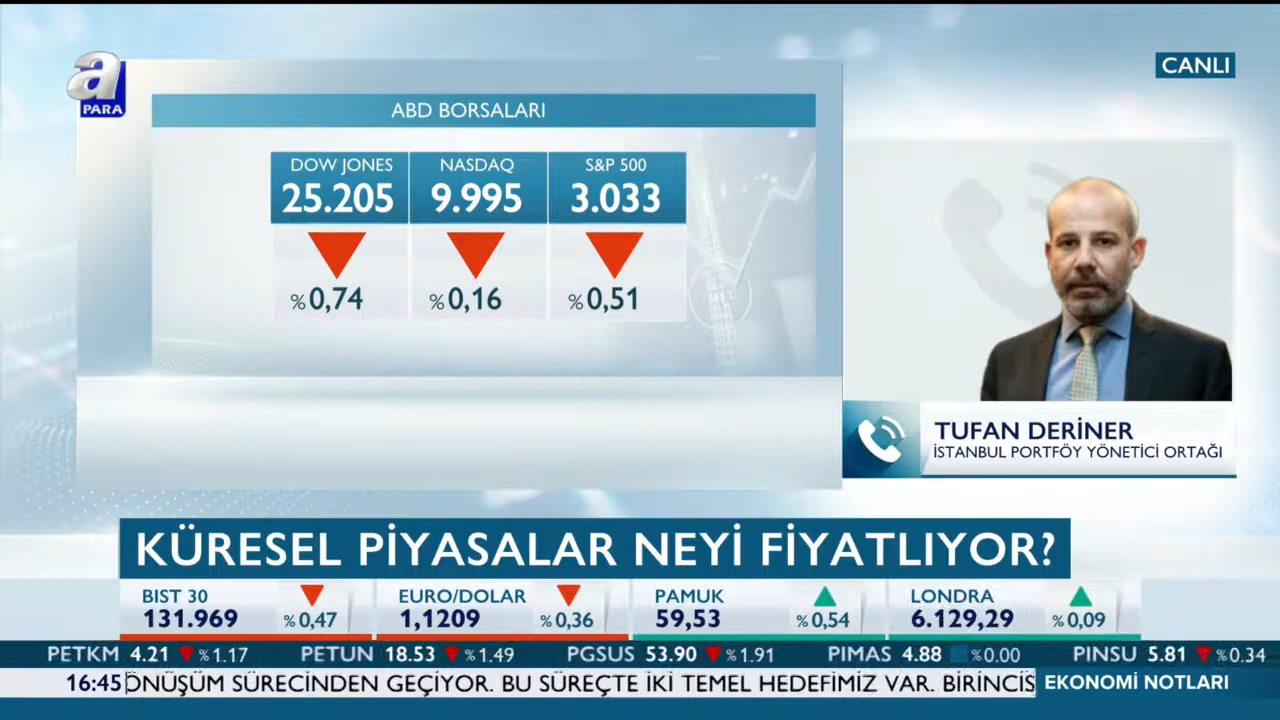 a
PARA
CANLI
ABD BORSALARI
DOW JONES NASDAQ S&P 500
25.205 9.995 3.033
%0,74 %0,16 %0,51
TUFAN DERİNER
İSTANBUL PORTFÖY YÖNETİCİ ORTAĞI
KÜRESEL PİYASALAR NEYİ FİYATLIYOR?
BIST 30 EURO/DOLAR PAMUK LONDRA
131.969 %0,47 1,1209 %0,36 59,53 %0,54 6.129,29 %0,09
PETKM 4.21 %1.17 PETUN 18.53 %1.49 PGSUS 53.90 %1.91 PIMAS 4.88 %0.00 PINSU 5.81 %0.34
16:45 ÖNÜŞÜM SÜRECİNDEN GEÇİYOR. BU SÜREÇTE İKİ TEMEL HEDEFİMİZ VAR. BİRİNCİS EKONOMİ NOTLARI